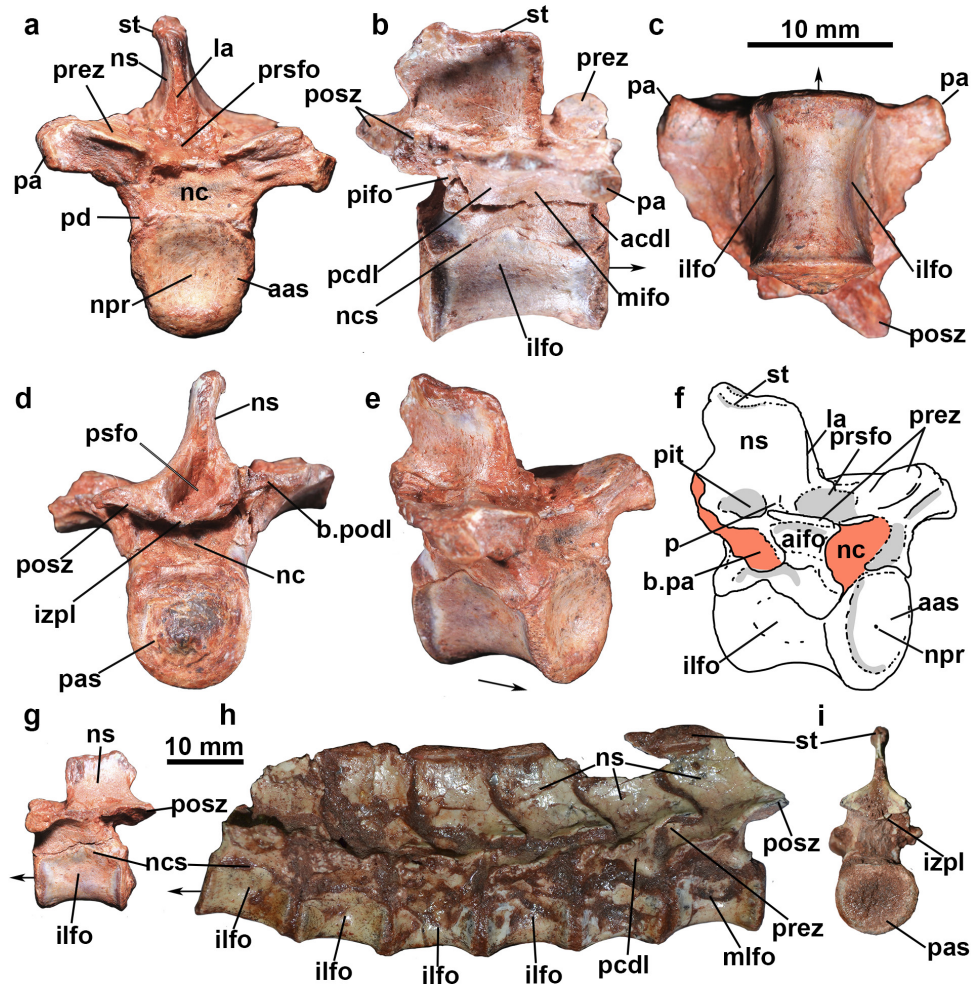 a
st
ns
la
prez
prsfo
pa
nc
pd
npr
aas
b
st
prez
posz
pifo
pa
pcdl
acdl
ncs
mifo
ilfo
c
10 mm
pa
pa
ilfo
ilfo
posz
d
ns
psfo
posz
b.podl
izpl
nc
pas
e
f
st
la
prez
ns
prsfo
pit
p
aifo
nc
b.pa
aas
ilfo
npr
g
ns
posz
ncs
ilfo
h
10 mm
st
ns
posz
prez
ilfo
ilfo
ilfo
ilfo
pcdl
mlfo
i
izpl
pas